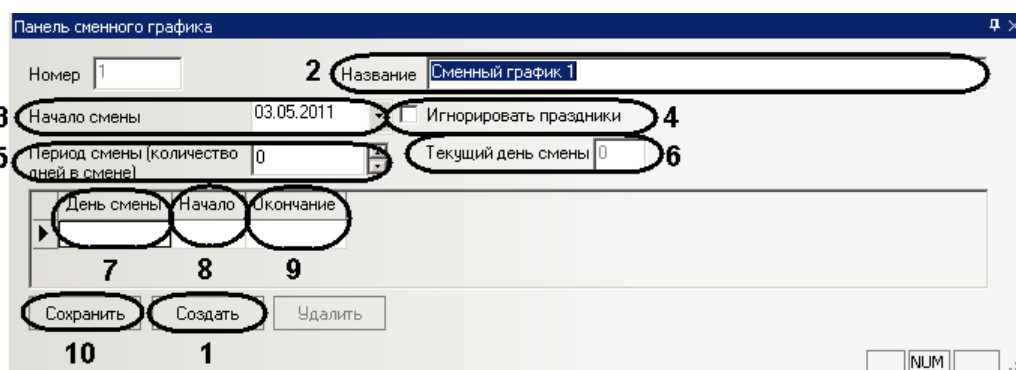 Панель сменного графика
Номер 1 2 Название Сменный график 1
3 Начало смены 03.05.2011 Игнорировать праздники 4
5 Период смены (количество дней в смене) 0 Текущий день смены 0 6
День смены Начало Окончание
7 8 9
Сохранить Создать Удалить
10 1
NUM